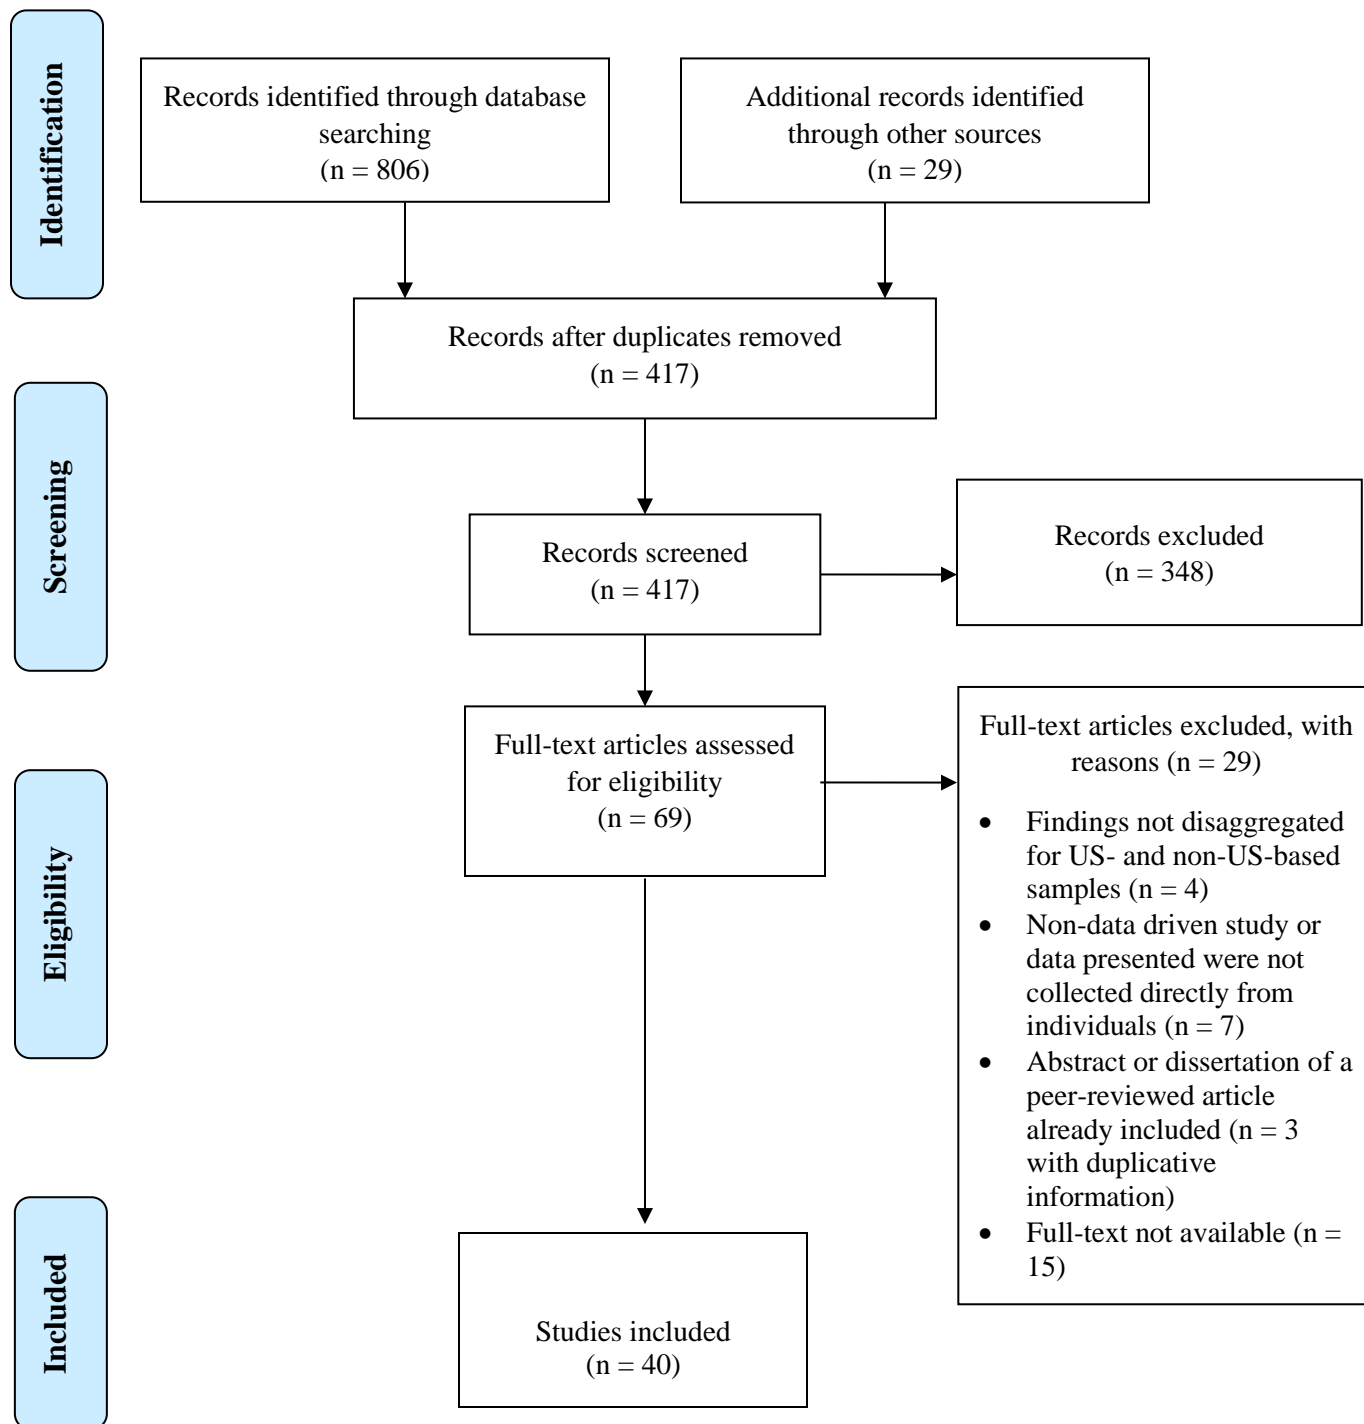 Identification
Records identified through database
searching
(n = 806)
Additional records identified
through other sources
(n = 29)
Records after duplicates removed
(n = 417)
Screening
Records screened
(n = 417)
Records excluded
(n = 348)
Eligibility
Full-text articles assessed
for eligibility
(n = 69)
Full-text articles excluded, with
reasons (n = 29)
• Findings not disaggregated
for US- and non-US-based
samples (n = 4)
• Non-data driven study or
data presented were not
collected directly from
individuals (n = 7)
• Abstract or dissertation of a
peer-reviewed article
already included (n = 3
with duplicative
information)
• Full-text not available (n =
15)
Included
Studies included
(n = 40)